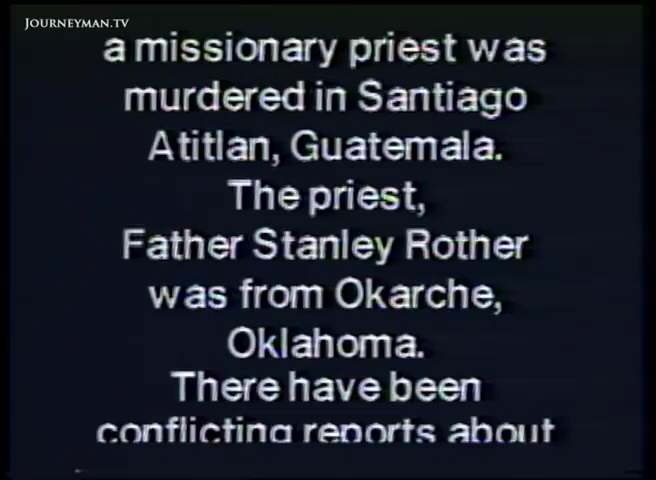 JOURNEYMAN.TV
a missionary priest was
murdered in Santiago
Atitlan, Guatemala.
The priest,
Father Stanley Rother
was from Okarche,
Oklahoma.
There have been
conflicting reports about